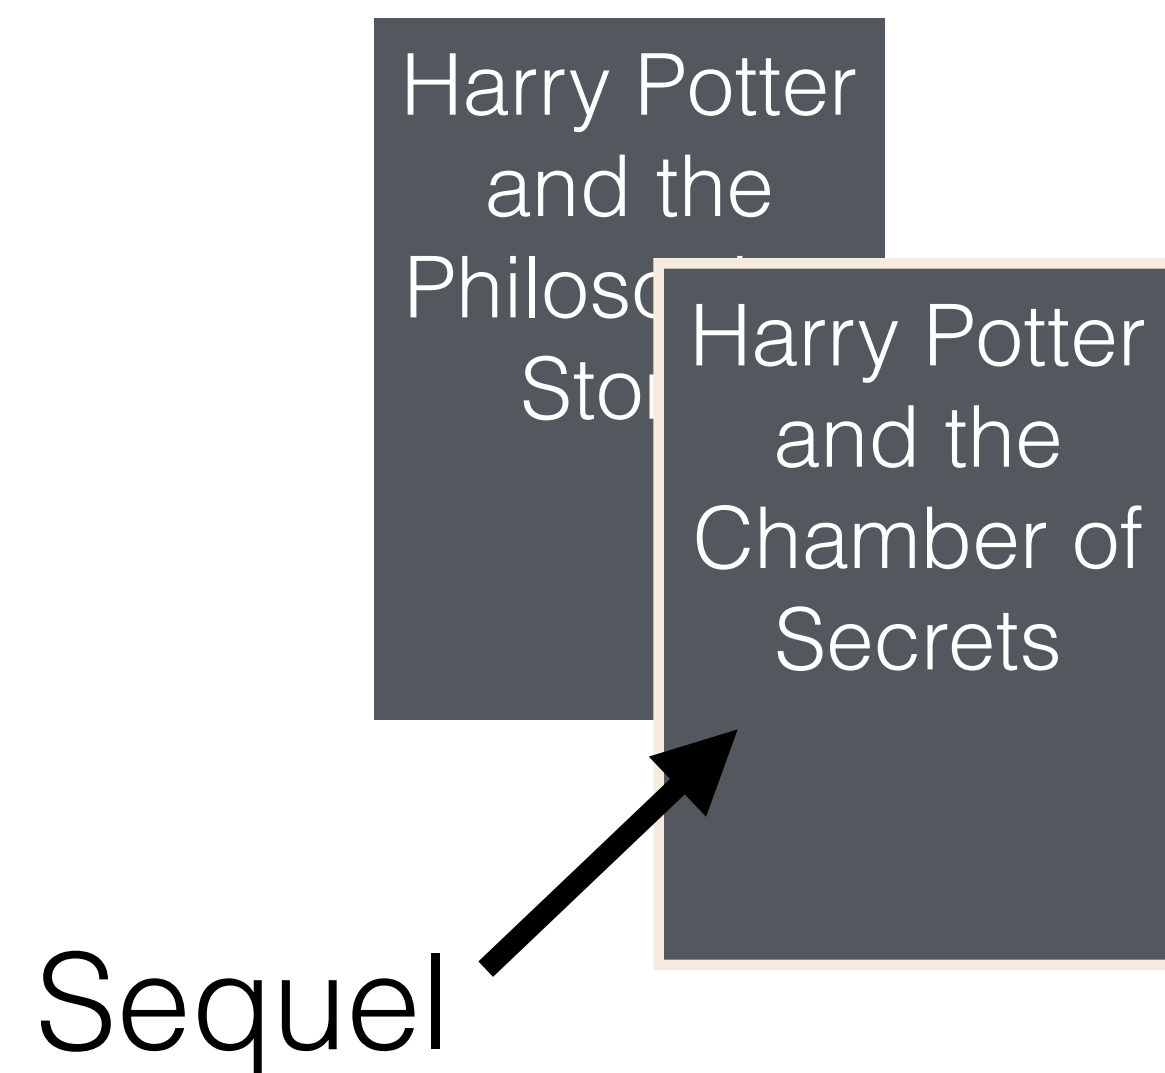 Harry Potter
and the
Harry Potter
and the
Chamber of
Secrets
Sequel